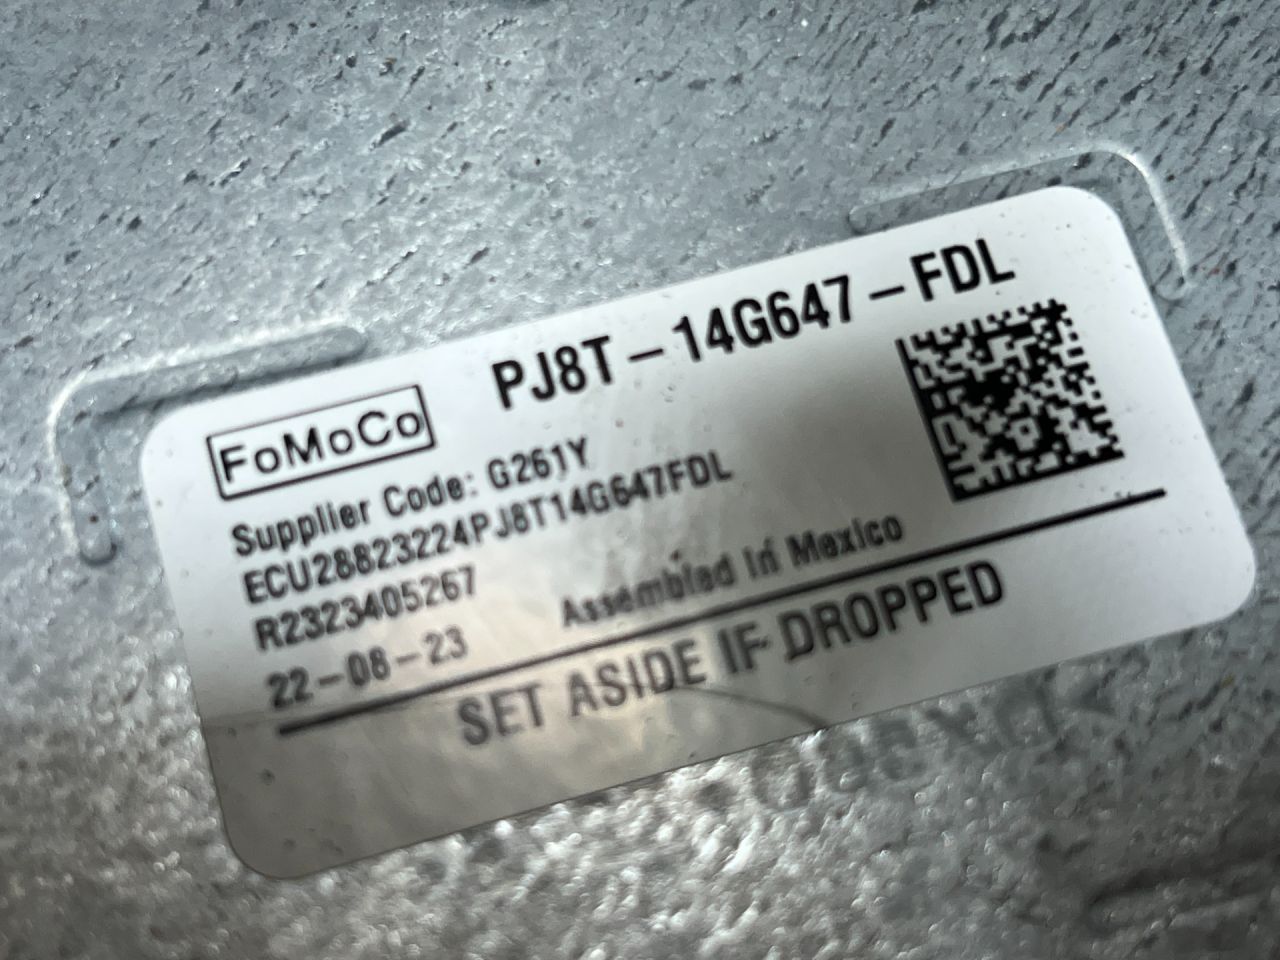 PJ8T-14G647-FDL
FoMoCo
Supplier Code: G261Y
ECU28823224PJ8T14G647FDL
R2323405267
22-08-23 Assembled in Mexico
SET ASIDE IF DROPPED